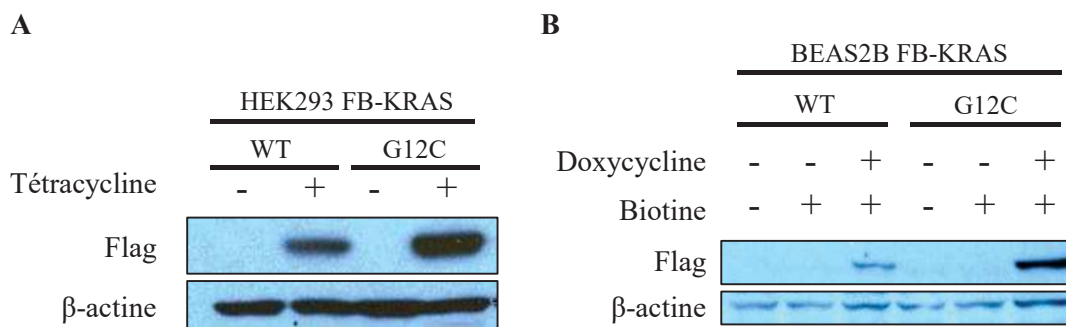 A
HEK293 FB-KRAS
WT G12C
Tétracycline - + - +
Flag
β-actine
B
BEAS2B FB-KRAS
WT G12C
Doxycycline - - + - - +
Biotine - + + - + +
Flag
β-actine